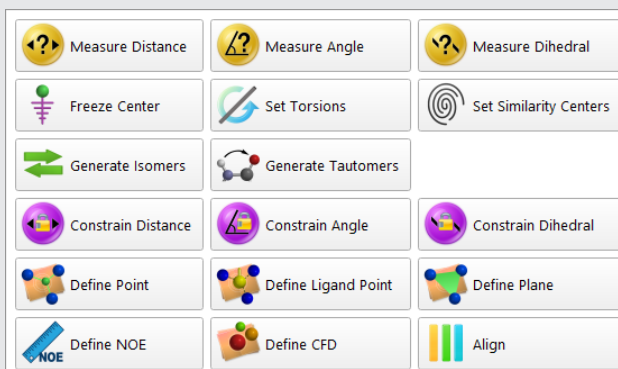 Measure Distance
Measure Angle
Measure Dihedral
Freeze Center
Set Torsions
Set Similarity Centers
Generate Isomers
Generate Tautomers
Constrain Distance
Constrain Angle
Constrain Dihedral
Define Point
Define Ligand Point
Define Plane
NOE
Define NOE
Define CFD
Align